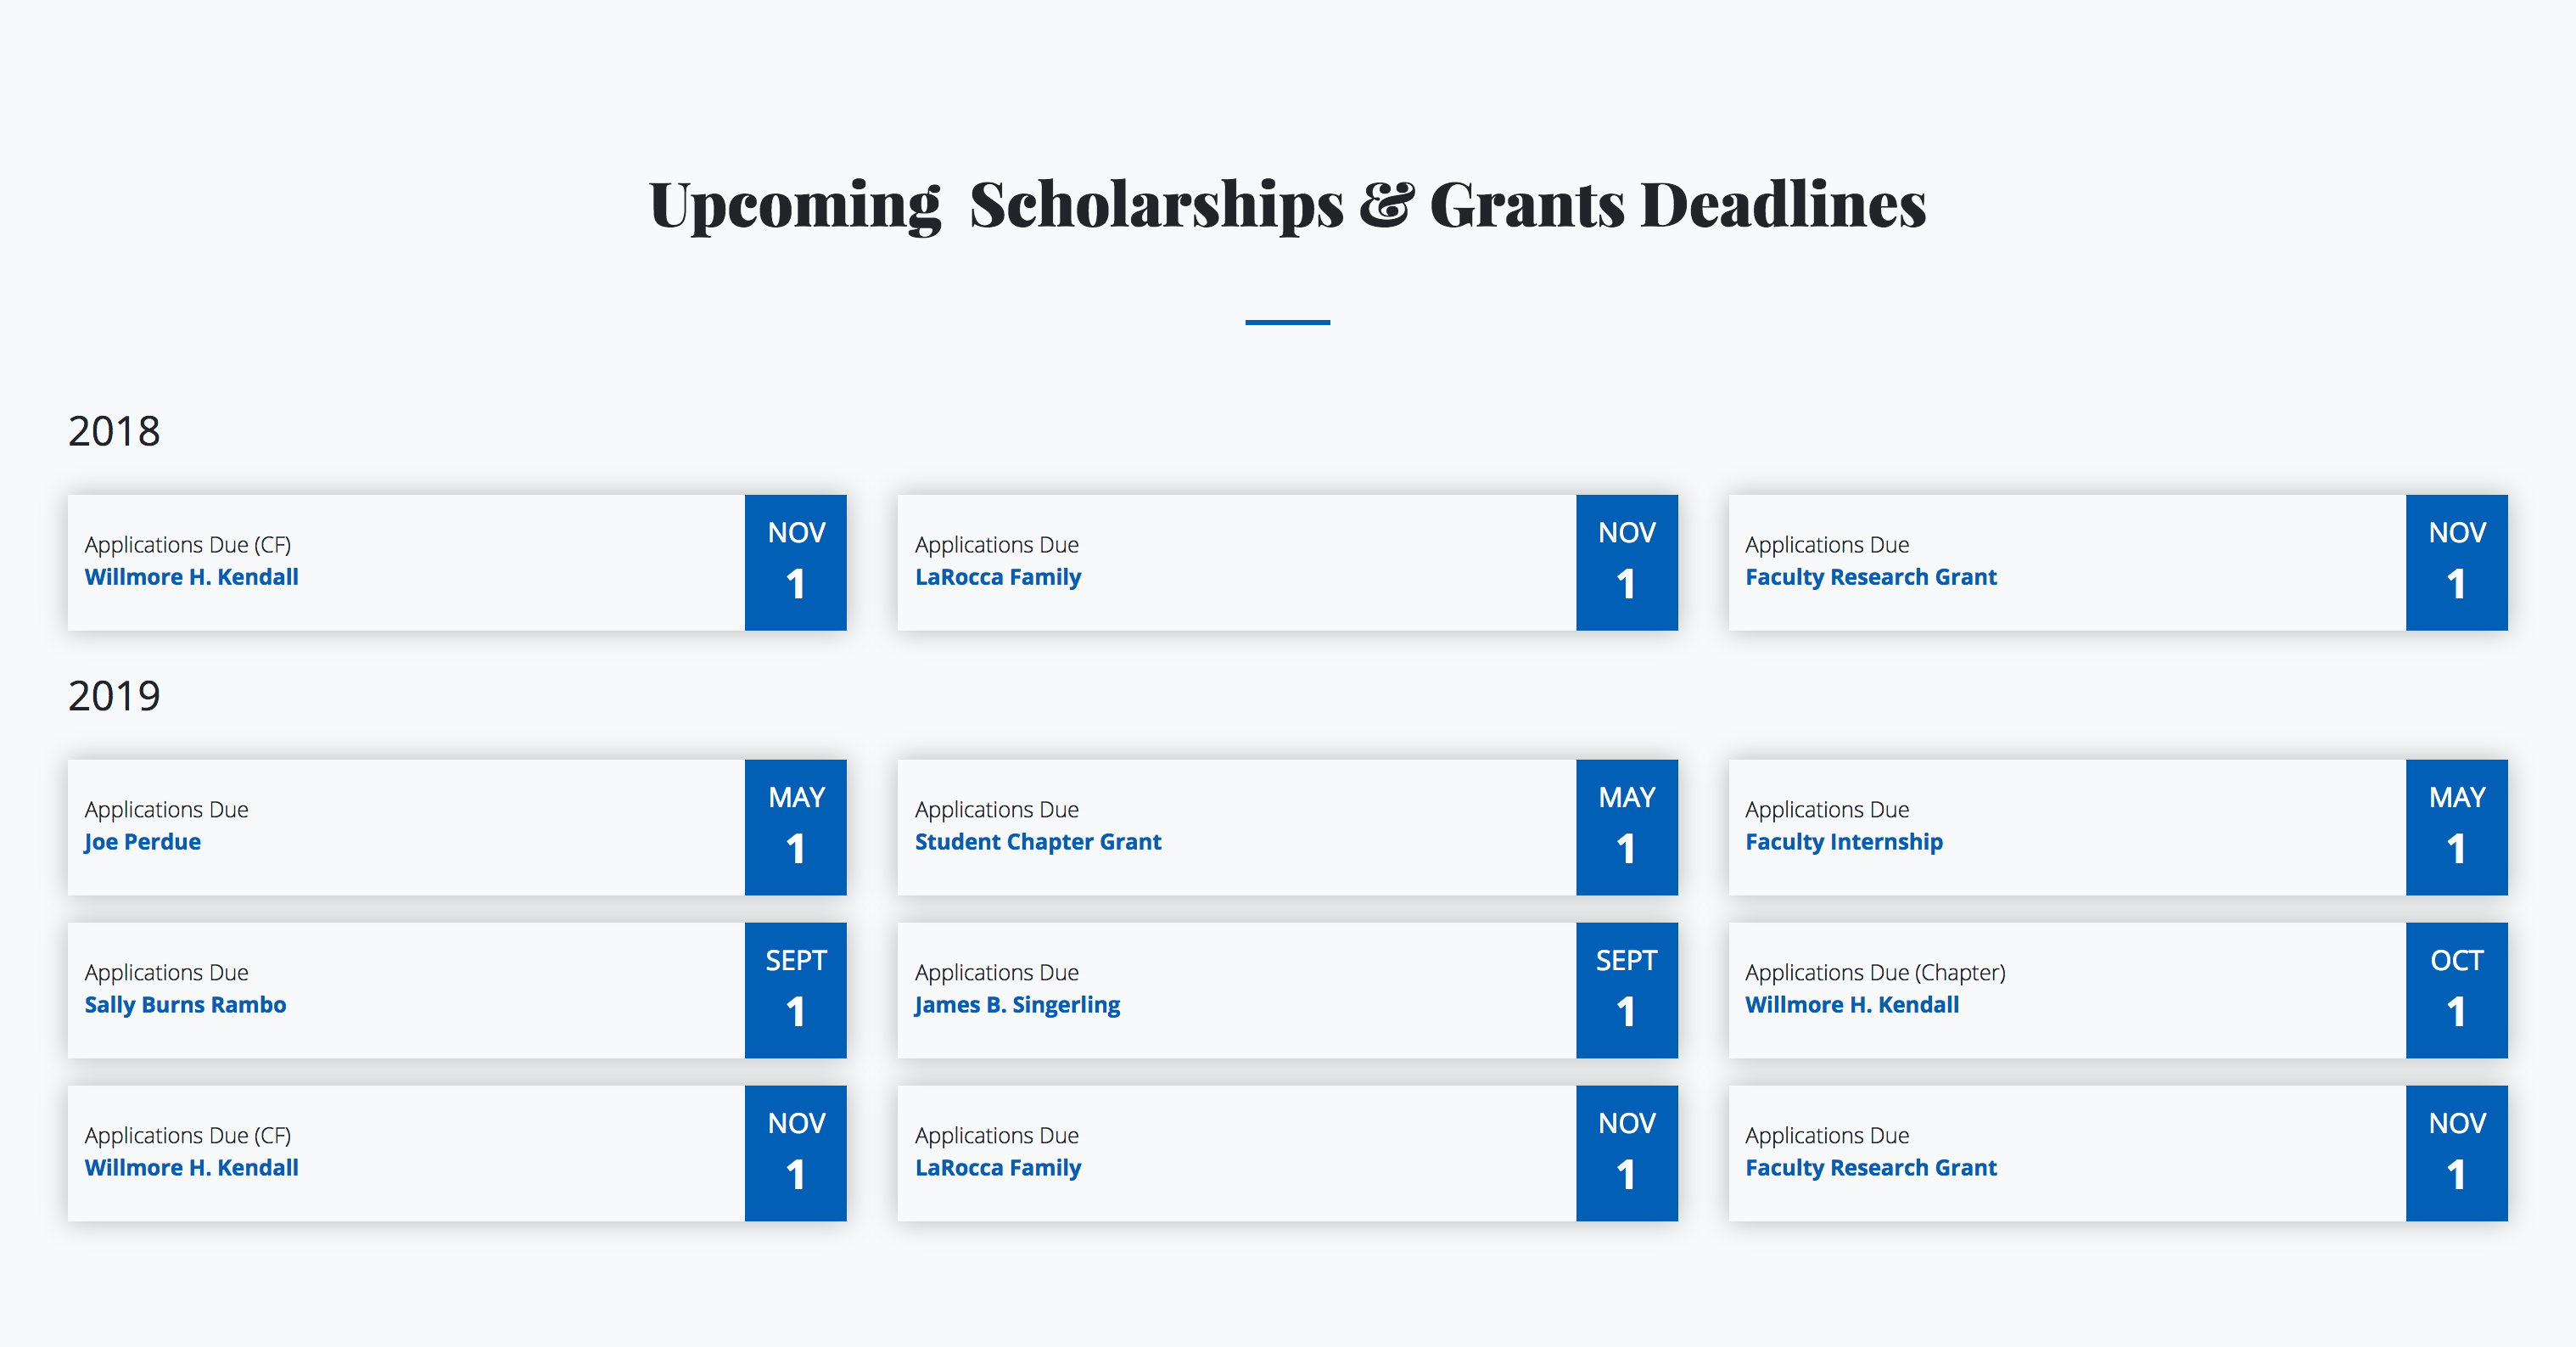 Upcoming Scholarships & Grants Deadlines
2018
Applications Due (CF)
Willmore H. Kendall
NOV
1
Applications Due
LaRocca Family
NOV
1
Applications Due
Faculty Research Grant
NOV
1
2019
Applications Due
Joe Perdue
MAY
1
Applications Due
Student Chapter Grant
MAY
1
Applications Due
Faculty Internship
MAY
1
Applications Due
Sally Burns Rambo
SEPT
1
Applications Due
James B. Singerling
SEPT
1
Applications Due (Chapter)
Willmore H. Kendall
OCT
1
Applications Due (CF)
Willmore H. Kendall
NOV
1
Applications Due
LaRocca Family
NOV
1
Applications Due
Faculty Research Grant
NOV
1